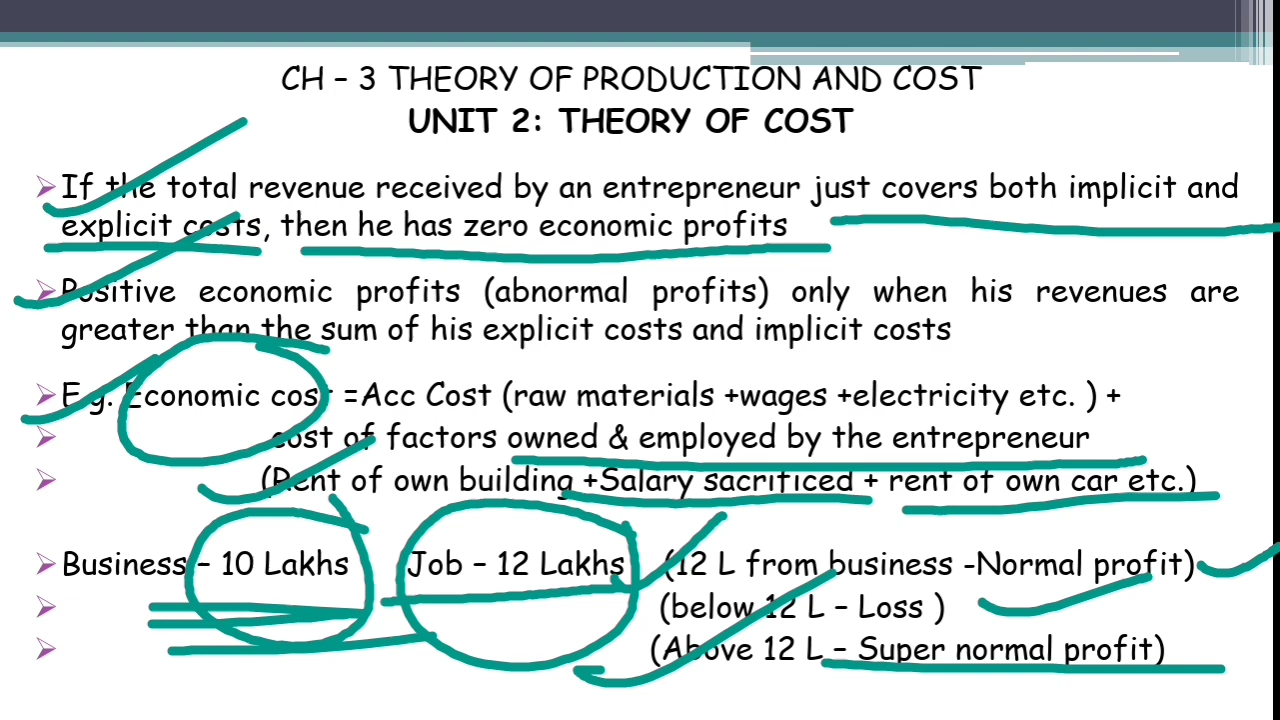 CH – 3 THEORY OF PRODUCTION AND COST
UNIT 2: THEORY OF COST
If the total revenue received by an entrepreneur just covers both implicit and
explicit costs, then he has zero economic profits
Positive economic profits (abnormal profits) only when his revenues are
greater than the sum of his explicit costs and implicit costs
E.g. Economic cost =Acc Cost (raw materials +wages +electricity etc. ) +
cost of factors owned & employed by the entrepreneur
(Rent of own building +Salary sacrificed + rent of own car etc.)
Business – 10 Lakhs Job – 12 Lakhs (12 L from business -Normal profit)
(below 12 L – Loss )
(Above 12 L – Super normal profit)